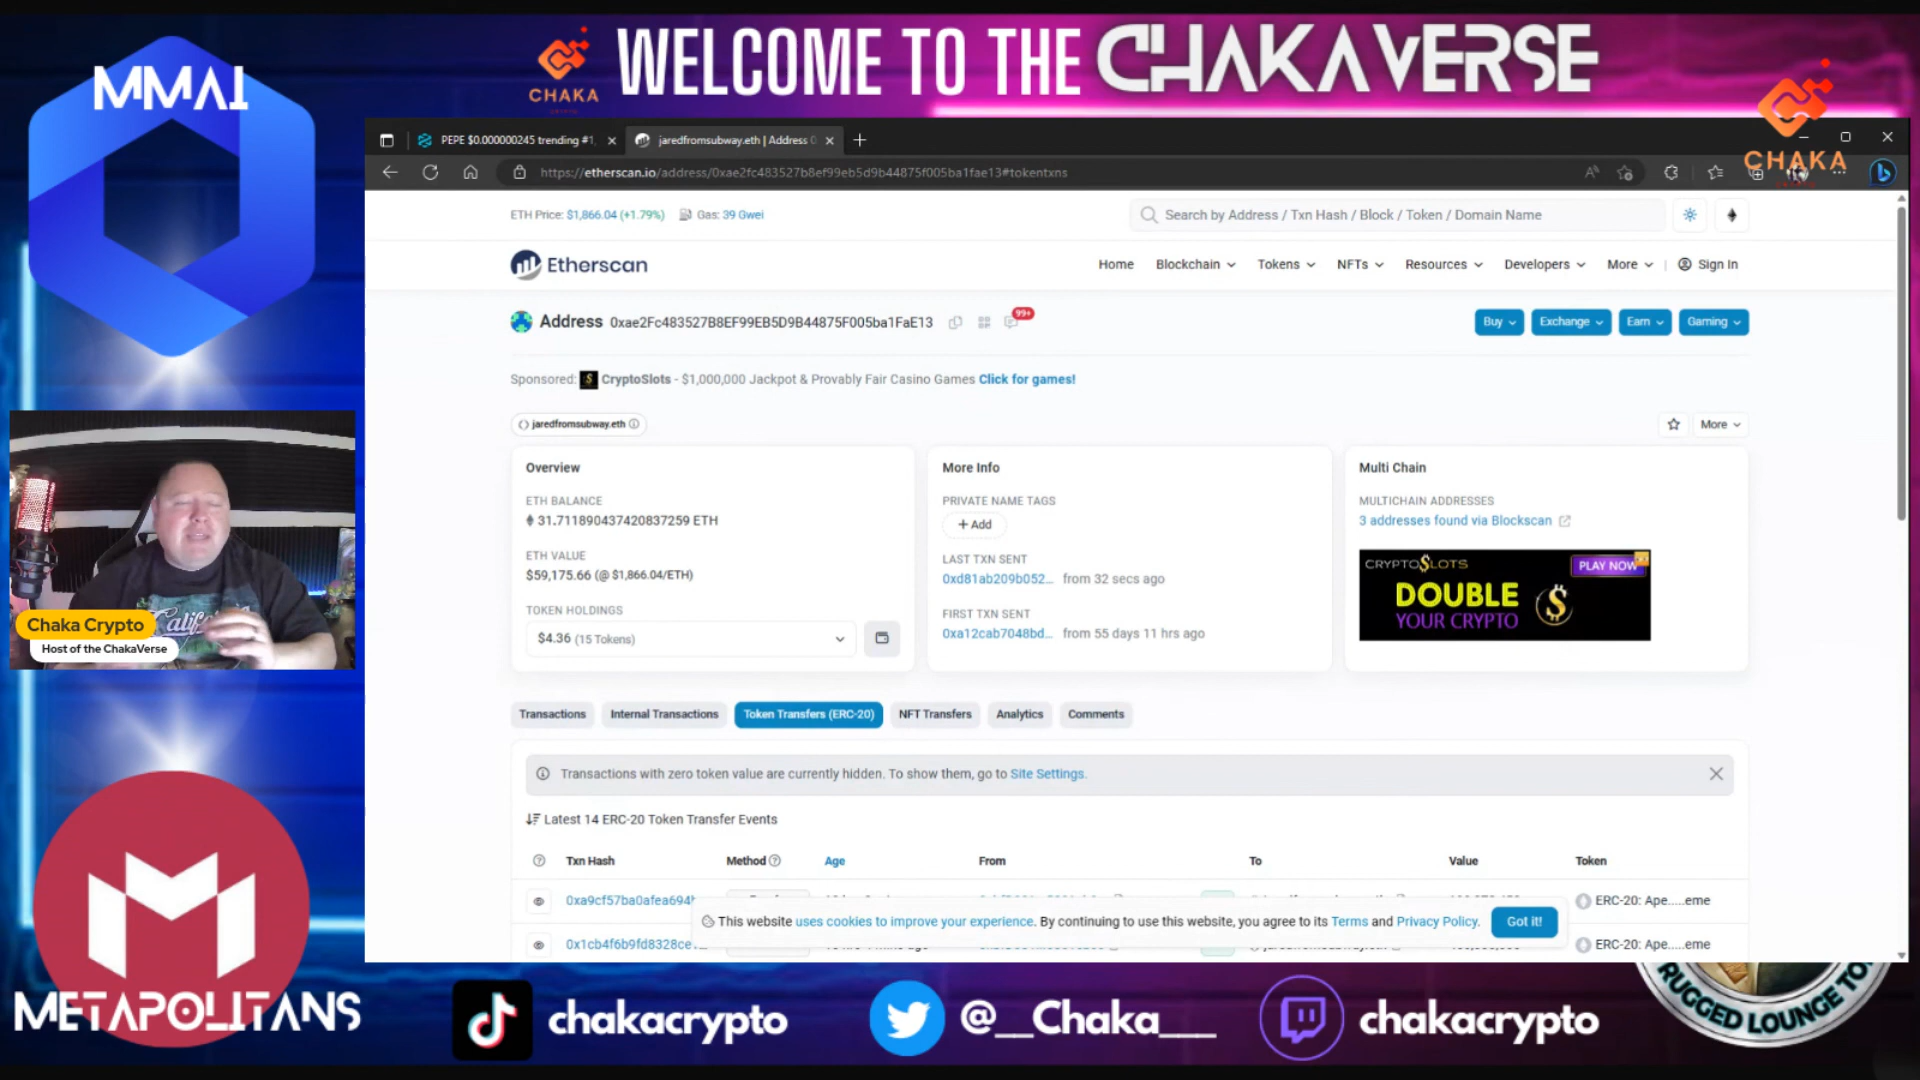 MMAI
CHAKA
WELCOME TO THE CHAKAVERSE
CHAKA
PEPE $0.000000245 trending #1
jaredfromsubway.eth | Address 0
https://etherscan.io/address/0xae2fc483527b8ef99eb5d9b44875f005ba1fae13#tokentxns
ETH Price: $1,866.04 (+1.79%) Gas: 39 Gwei
Search by Address / Txn Hash / Block / Token / Domain Name
Etherscan
Home Blockchain Tokens NFTs Resources Developers More | Sign In
Address 0xae2Fc483527B8EF99EB5D9B44875F005ba1FaE13
99+
Buy Exchange Earn Gaming
Sponsored: CryptoSlots - $1,000,000 Jackpot & Provably Fair Casino Games Click for games!
jaredfromsubway.eth
More
Overview
ETH BALANCE
31.711890437420837259 ETH
ETH VALUE
$59,175.66 (@ $1,866.04/ETH)
TOKEN HOLDINGS
$4.36 (15 Tokens)
More Info
PRIVATE NAME TAGS
+ Add
LAST TXN SENT
0xd81ab209b052... from 32 secs ago
FIRST TXN SENT
0xa12cab7048bd... from 55 days 11 hrs ago
Multi Chain
MULTICHAIN ADDRESSES
3 addresses found via Blockscan
CRYPTO$LOTS
PLAY NOW
DOUBLE
YOUR CRYPTO
Chaka Crypto
Host of the ChakaVerse
Transactions Internal Transactions Token Transfers (ERC-20) NFT Transfers Analytics Comments
Transactions with zero token value are currently hidden. To show them, go to Site Settings.
Latest 14 ERC-20 Token Transfer Events
Txn Hash Method Age From To Value Token
0xa9cf57ba0afea694
ERC-20: Ape.....eme
This website uses cookies to improve your experience. By continuing to use this website, you agree to its Terms and Privacy Policy.
Got it!
0x1cb4f6b9fd8328ce
ERC-20: Ape.....eme
METAPOLITANS
chakacrypto
@__Chaka___
chakacrypto
RUGGED LOUNGE